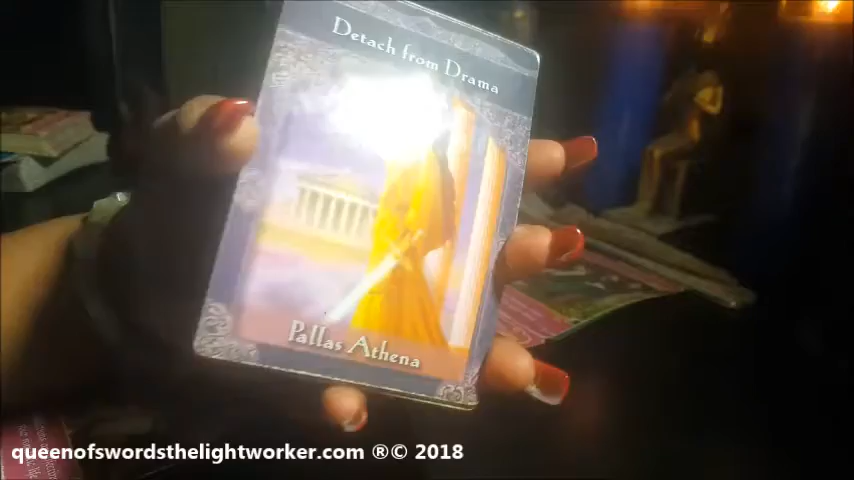 Detach from Drama
Pallas Athena
queenofswordsthelightworker.com ®© 2018